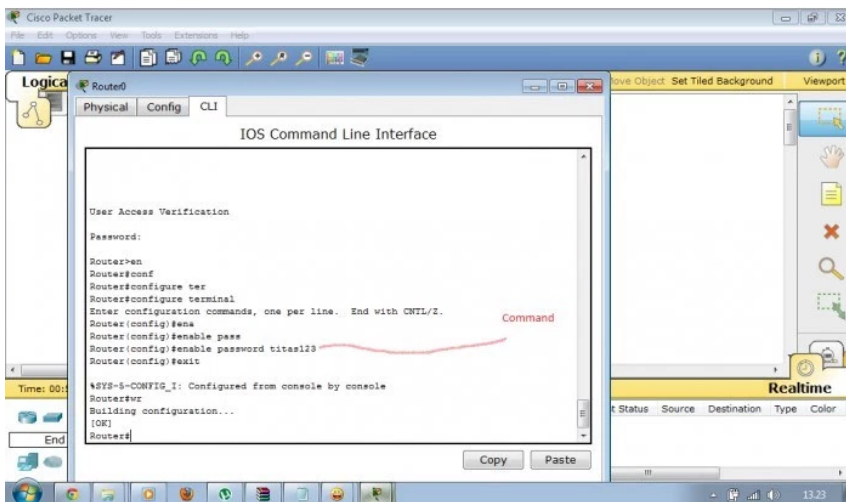 Cisco Packet Tracer
File Edit Options View Tools Extensions Help
Logica
Move Object Set Tiled Background Viewport
Router0
Physical Config CLI
IOS Command Line Interface
User Access Verification
Password:
Router>en
Router#conf
Router#configure ter
Router#configure terminal
Enter configuration commands, one per line. End with CNTL/Z.
Router(config)#ena
Router(config)#enable pass
Router(config)#enable password titas123
Router(config)#exit
Command
%SYS-5-CONFIG_I: Configured from console by console
Router#wr
Building configuration...
[OK]
Router#
Copy Paste
Time: 00:
Realtime
t Status Source Destination Type Color
End
13.23